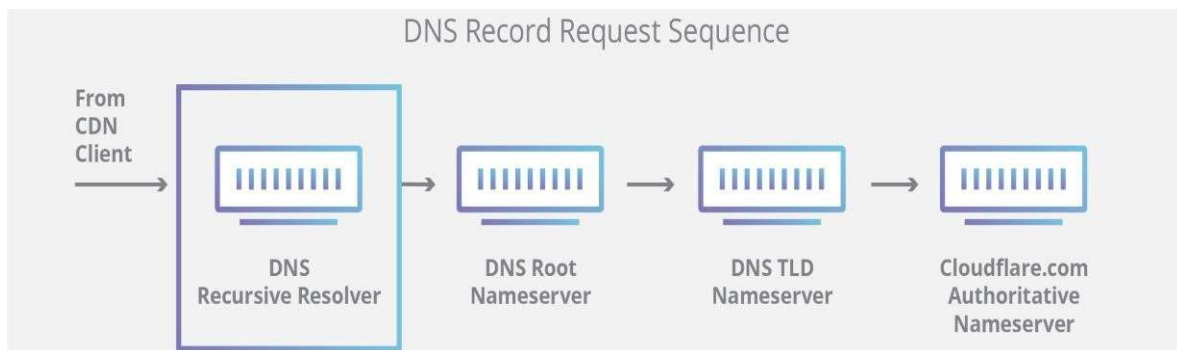 DNS Record Request Sequence
From
CDN
Client
DNS
Recursive Resolver
DNS Root
Nameserver
DNS TLD
Nameserver
Cloudflare.com
Authoritative
Nameserver